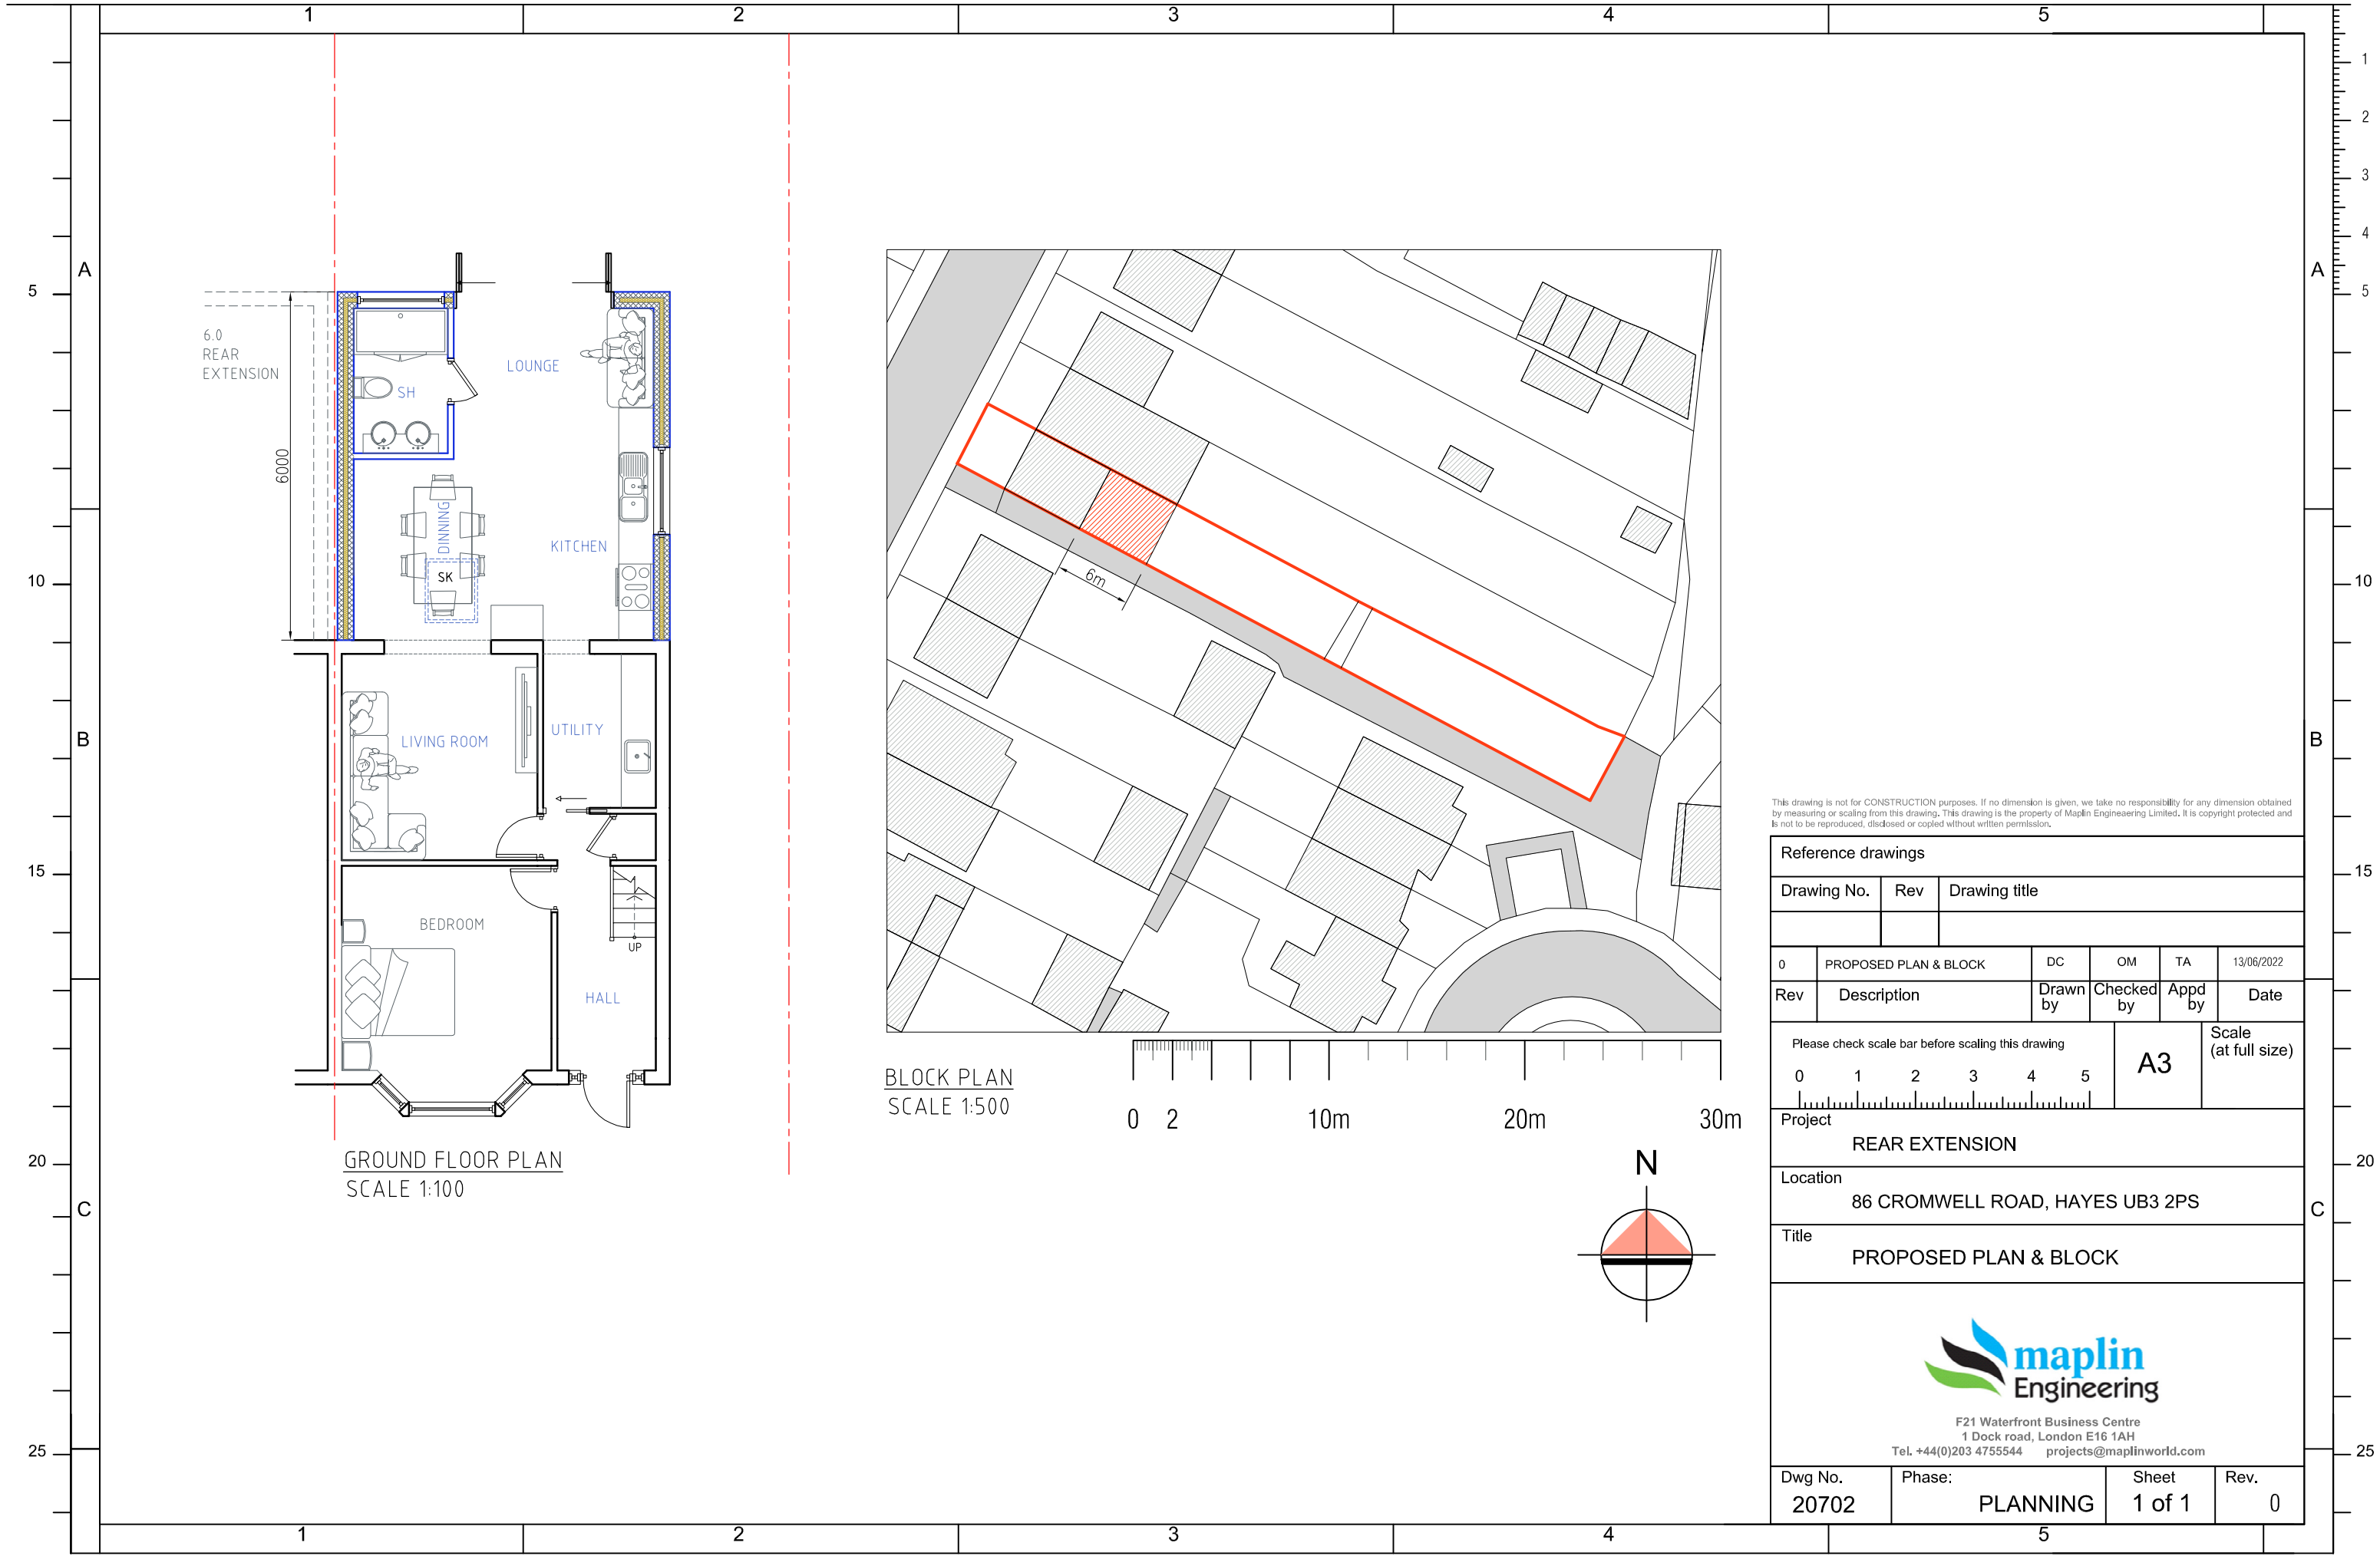 1 2 3 4 5
1
2
3
4
5
A
A
5
6.0
REAR
EXTENSION
LOUNGE
SH
6000
DINNING
KITCHEN
SK
6m
10
10
B
B
LIVING ROOM
UTILITY
15
15
BEDROOM
UP
HALL
GROUND FLOOR PLAN
SCALE 1:100
BLOCK PLAN
SCALE 1:500
0 2 10m 20m 30m
N
20
20
C
C
25
25
This drawing is not for CONSTRUCTION purposes. If no dimension is given, we take no responsibility for any dimension obtained
by measuring or scaling from this drawing. This drawing is the property of Maplin Engineaering Limited. It is copyright protected and
is not to be reproduced, disclosed or copied without written permission.
Reference drawings
Drawing No. Rev Drawing title
0 PROPOSED PLAN & BLOCK DC OM TA 13/06/2022
Rev Description Drawn by Checked by Appd by Date
Please check scale bar before scaling this drawing
0 1 2 3 4 5
A3
Scale
(at full size)
Project
REAR EXTENSION
Location
86 CROMWELL ROAD, HAYES UB3 2PS
Title
PROPOSED PLAN & BLOCK
maplin
Engineering
F21 Waterfront Business Centre
1 Dock road, London E16 1AH
Tel. +44(0)203 4755544 projects@maplinworld.com
Dwg No. Phase: Sheet Rev.
20702 PLANNING 1 of 1 0
1 2 3 4 5